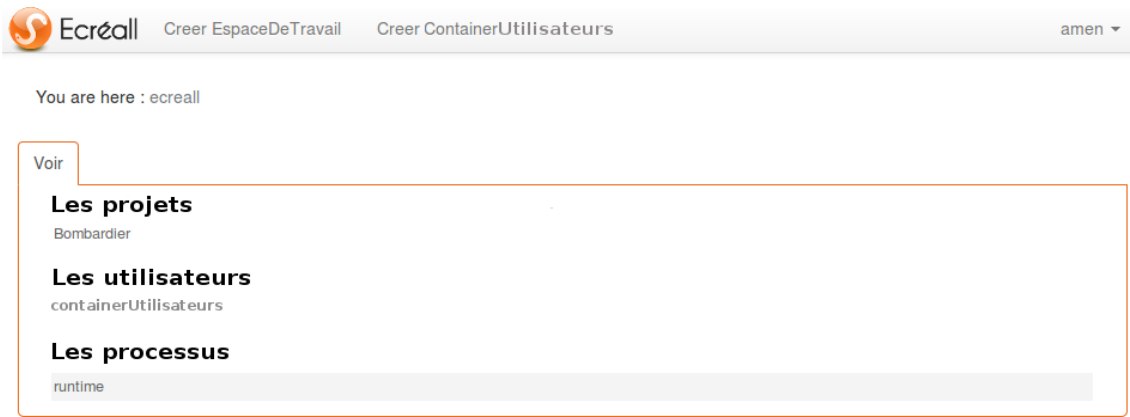 Ecréall Creer EspaceDeTravail Creer ContainerUtilisateurs amen
You are here : ecreall
Voir
Les projets
Bombardier
Les utilisateurs
containerUtilisateurs
Les processus
runtime